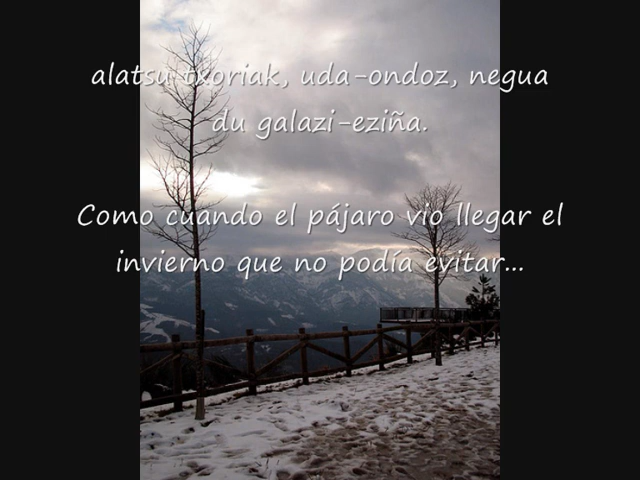 alatsu txoriak, uda-ondoz, negua
du galazi-eziña.
Como cuando el pájaro vio llegar el
invierno que no podía evitar...